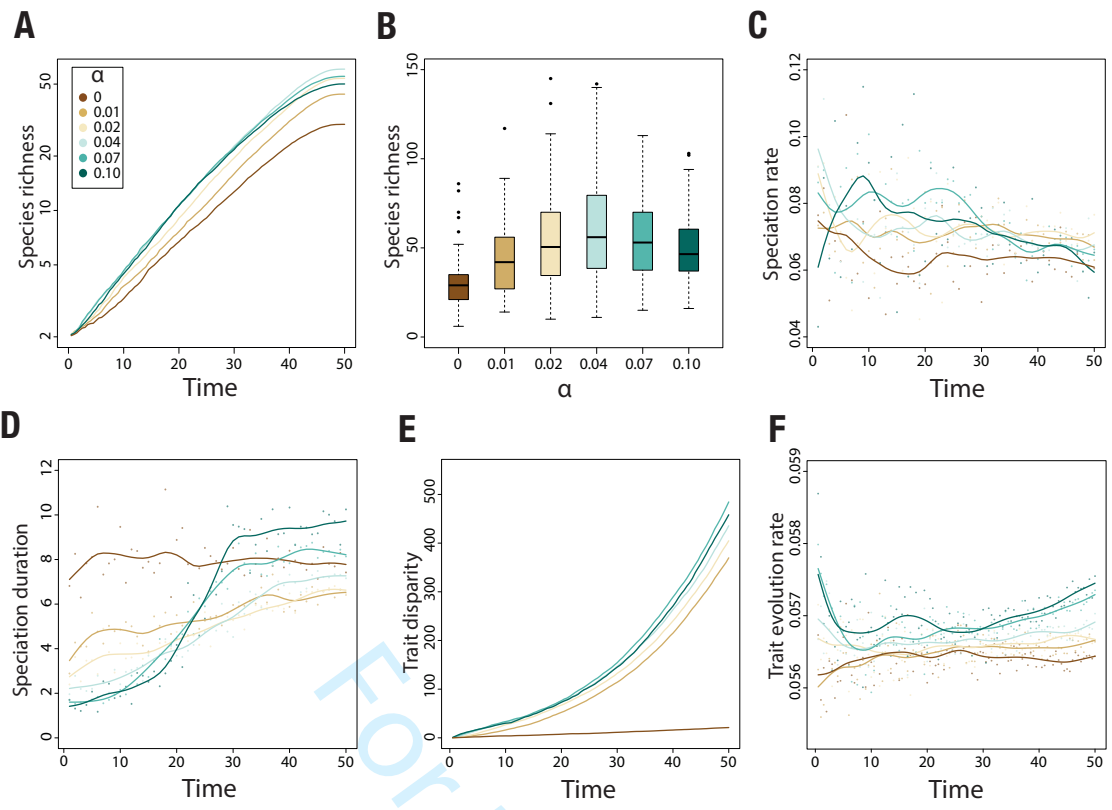 A
Species richness
50
20
10
5
2
α
0
0.01
0.02
0.04
0.07
0.10
0 10 20 30 40 50
Time
B
Species richness
150
100
50
0
0 0.01 0.02 0.04 0.07 0.10
α
C
Speciation rate
0.12
0.10
0.08
0.06
0.04
0 10 20 30 40 50
Time
D
Speciation duration
12
10
8
6
4
2
0
0 10 20 30 40 50
Time
E
Trait disparity
500
400
300
200
100
0
0 10 20 30 40 50
Time
F
Trait evolution rate
0.059
0.058
0.057
0.056
0 10 20 30 40 50
Time
For